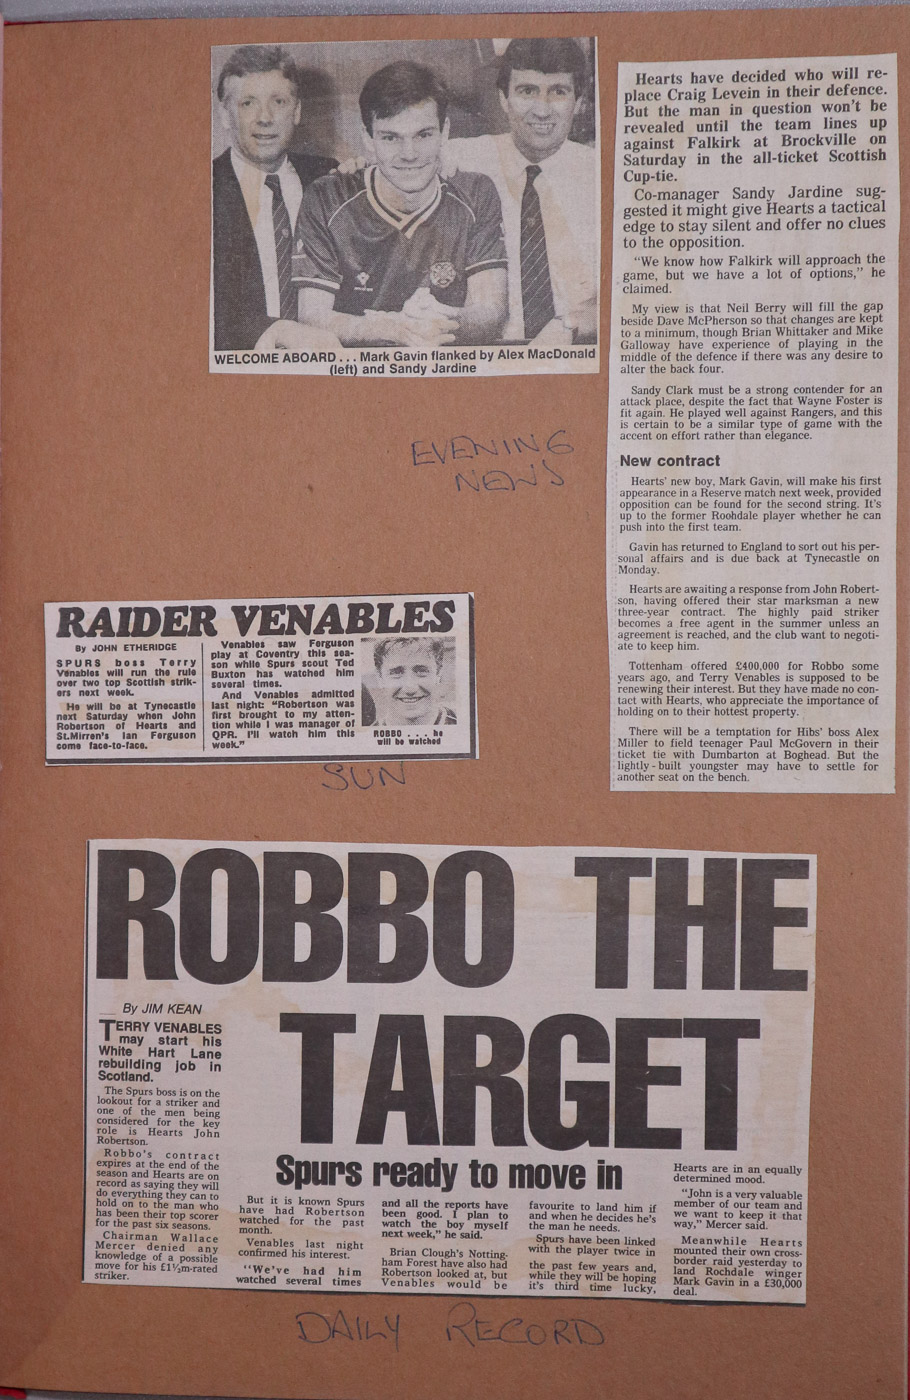 WELCOME ABOARD . . . Mark Gavin flanked by Alex MacDonald
(left) and Sandy Jardine
Hearts have decided who will re-
place Craig Levein in their defence.
But the man in question won't be
revealed until the team lines up
against Falkirk at Brockville on
Saturday in the all-ticket Scottish
Cup-tie.
Co-manager Sandy Jardine sug-
gested it might give Hearts a tactical
edge to stay silent and offer no clues
to the opposition.
"We know how Falkirk will approach the
game, but we have a lot of options," he
claimed.
My view is that Neil Berry will fill the gap
beside Dave McPherson so that changes are kept
to a minimum, though Brian Whittaker and Mike
Galloway have experience of playing in the
middle of the defence if there was any desire to
alter the back four.
Sandy Clark must be a strong contender for an
attack place, despite the fact that Wayne Foster is
fit again. He played well against Rangers, and this
is certain to be a similar type of game with the
accent on effort rather than elegance.
New contract
Hearts' new boy, Mark Gavin, will make his first
appearance in a Reserve match next week, provided
opposition can be found for the second string. It's
up to the former Roohdale player whether he can
push into the first team.
Gavin has returned to England to sort out his per-
sonal affairs and is due back at Tynecastle on
Monday.
Hearts are awaiting a response from John Robert-
son, having offered their star marksman a new
three-year contract. The highly paid striker
becomes a free agent in the summer unless an
agreement is reached, and the club want to negoti-
ate to keep him.
Tottenham offered £400,000 for Robbo some
years ago, and Terry Venables is supposed to be
renewing their interest. But they have made no con-
tact with Hearts, who appreciate the importance of
holding on to their hottest property.
There will be a temptation for Hibs' boss Alex
Miller to field teenager Paul McGovern in their
ticket tie with Dumbarton at Boghead. But the
lightly-built youngster may have to settle for
another seat on the bench.
EVENING
NEWS
RAIDER VENABLES
By JOHN ETHERIDGE
SPURS boss Terry
Venables will run the rule
over two top Scottish strik-
ers next week.
He will be at Tynecastle
next Saturday when John
Robertson of Hearts and
St.Mirren's Ian Ferguson
come face-to-face.
Venables saw Ferguson
play at Coventry this sea-
son while Spurs scout Ted
Buxton has watched him
several times.
And Venables admitted
last night: "Robertson was
first brought to my atten-
tion while I was manager of
QPR. I'll watch him this
week."
ROBBO . . . he
will be watched
SUN
ROBBO THE
TARGET
Spurs ready to move in
By JIM KEAN
TERRY VENABLES
may start his
White Hart Lane
rebuilding job in
Scotland.
The Spurs boss is on the
lookout for a striker and
one of the men being
considered for the key
role is Hearts John
Robertson.
Robbo's contract
expires at the end of the
season and Hearts are on
record as saying they will
do everything they can to
hold on to the man who
has been their top scorer
for the past six seasons.
Chairman Wallace
Mercer denied any
knowledge of a possible
move for his £1½m-rated
striker.
But it is known Spurs
have had Robertson
watched for the past
month.
Venables last night
confirmed his interest.
"We've had him
watched several times
and all the reports have
been good. I plan to
watch the boy myself
next week," he said.
Brian Clough's Notting-
ham Forest have also had
Robertson looked at, but
Venables would be
favourite to land him if
and when he decides he's
the man he needs.
Spurs have been linked
with the player twice in
the past few years and,
while they will be hoping
it's third time lucky,
Hearts are in an equally
determined mood.
"John is a very valuable
member of our team and
we want to keep it that
way," Mercer said.
Meanwhile Hearts
mounted their own cross-
border raid yesterday to
land Rochdale winger
Mark Gavin in a £30,000
deal.
DAILY RECORD